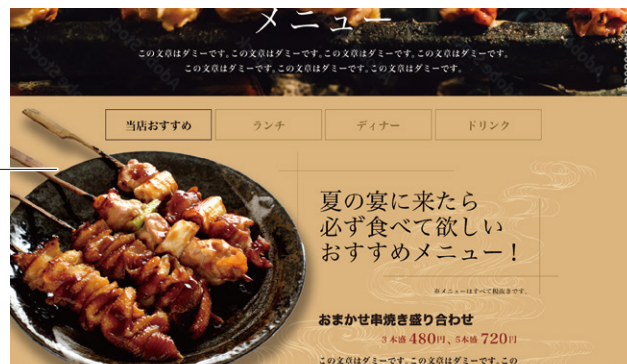 メニュー
この文章はダミーです。この文章はダミーです。この文章はダミーです。この文章はダミーです。
この文章はダミーです。この文章はダミーです。この文章はダミーです。
当店おすすめ
ランチ
ディナー
ドリンク
夏の宴に来たら
必ず食べて欲しい
おすすめメニュー！
※メニューはすべて税抜きです。
おまかせ串焼き盛り合わせ
3本盛 480円、5本盛 720円
この文章はダミーです。この文章はダミーです。この